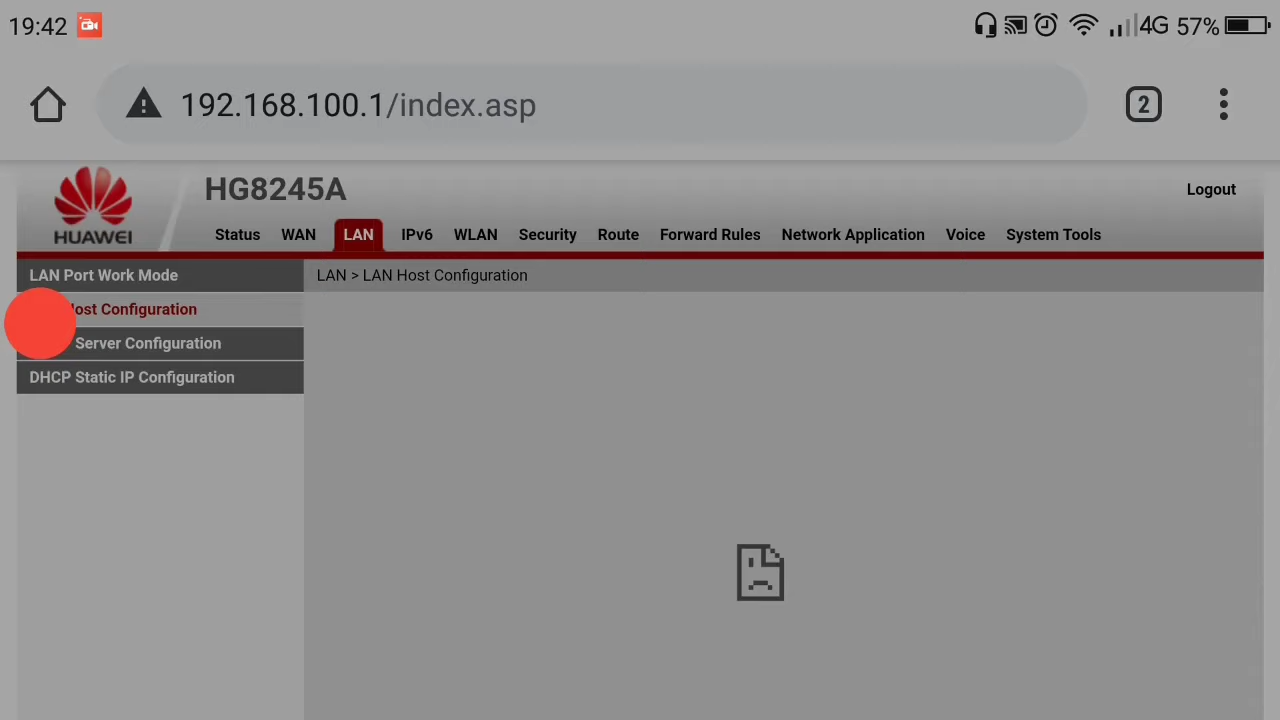 19:42
4G 57%
192.168.100.1/index.asp
2
HG8245A
Logout
HUAWEI
Status WAN LAN IPv6 WLAN Security Route Forward Rules Network Application Voice System Tools
LAN Port Work Mode
LAN > LAN Host Configuration
Configuration
Server Configuration
DHCP Static IP Configuration